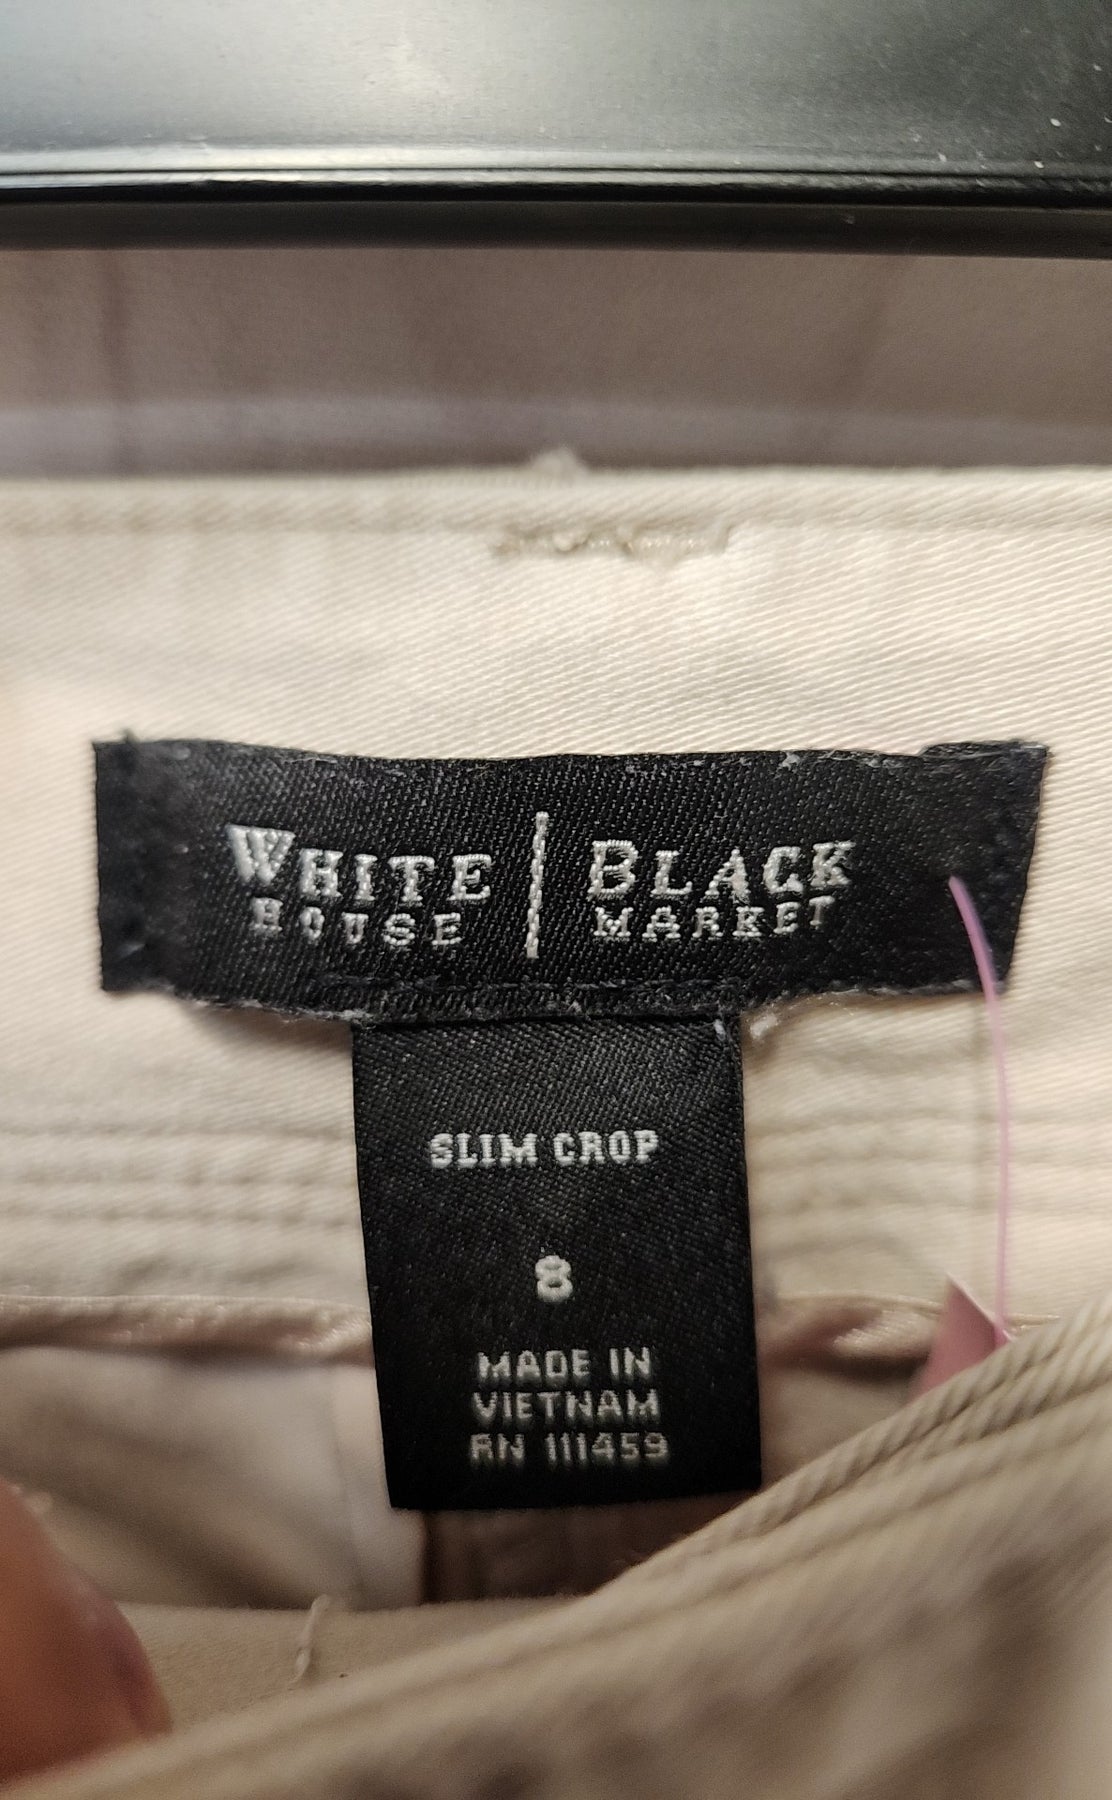 WHITE | BLACK
HOUSE MARKET
SLIM CROP
8
MADE IN
VIETNAM
RN 111459